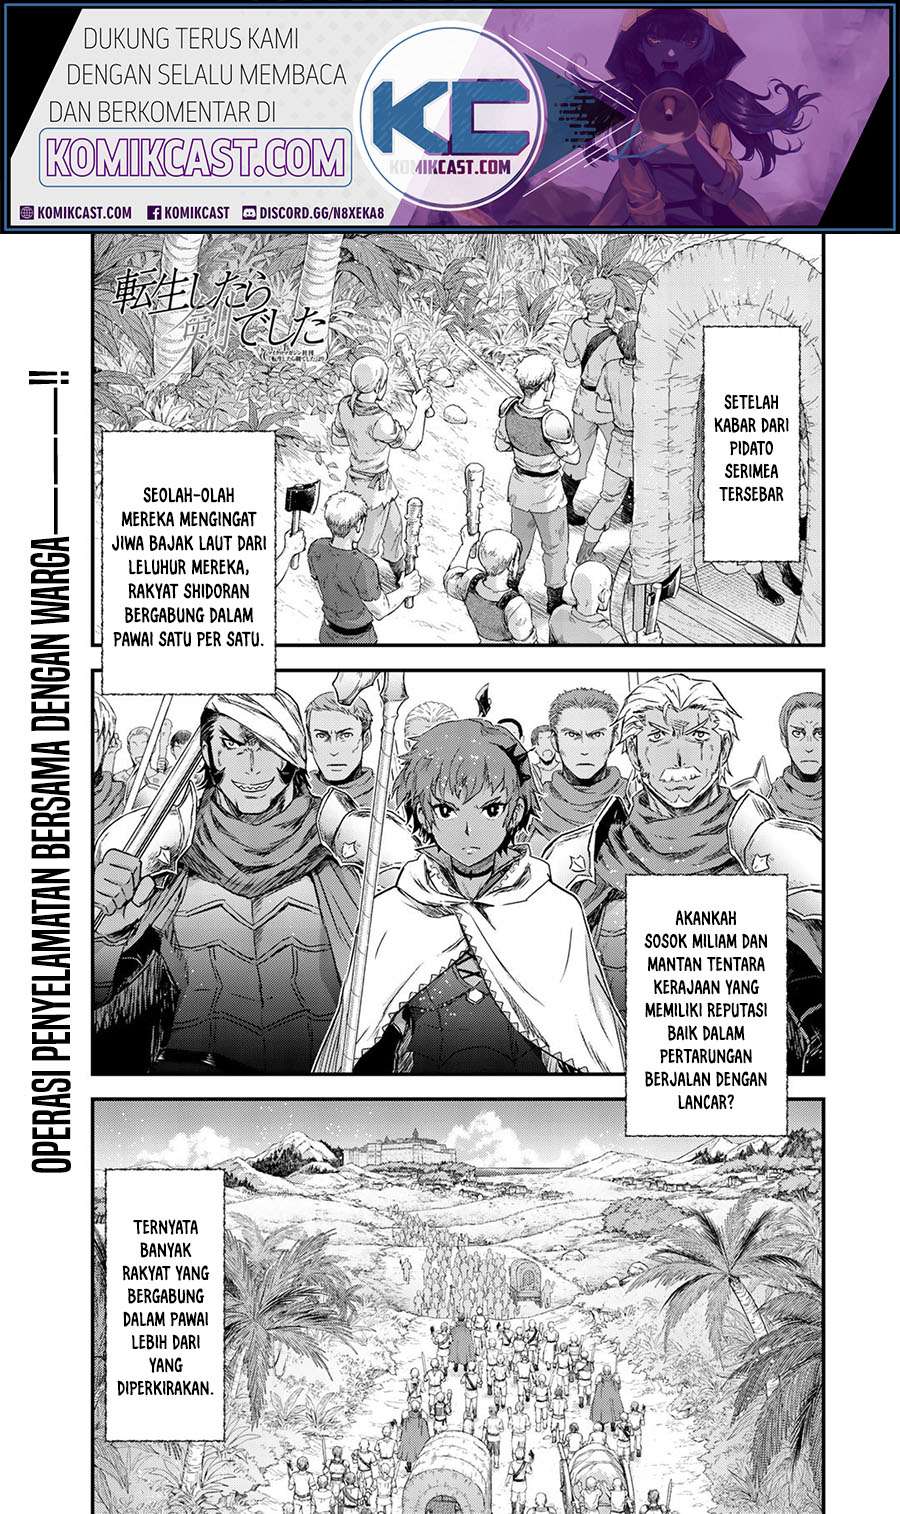 DUKUNG TERUS KAMI
DENGAN SELALU MEMBACA
DAN BERKOMENTAR DI
KOMIKCAST.COM
KC
KOMIKCAST.COM
KOMIKCAST.COM
KOMIKCAST
DISCORD.GG/N8XEKA8
転生したら
剣でした
OPERASI PENYELAMATAN BERSAMA DENGAN WARGA————!!
SETELAH
KABAR DARI
PIDATO
SERIMEA
TERSEBAR
SEOLAH-OLAH
MEREKA MENGINGAT
JIWA BAJAK LAUT DARI
LELUHUR MEREKA,
RAKYAT SHIDORAN
BERGABUNG DALAM
PAWAI SATU PER SATU.
AKANKAH
SOSOK MILIAM DAN
MANTAN TENTARA
KERAJAAN YANG
MEMILIKI REPUTASI
BAIK DALAM
PERTARUNGAN
BERJALAN DENGAN
LANCAR?
TERNYATA
BANYAK
RAKYAT YANG
BERGABUNG
DALAM PAWAI
LEBIH DARI
YANG
DIPERKIRAKAN.